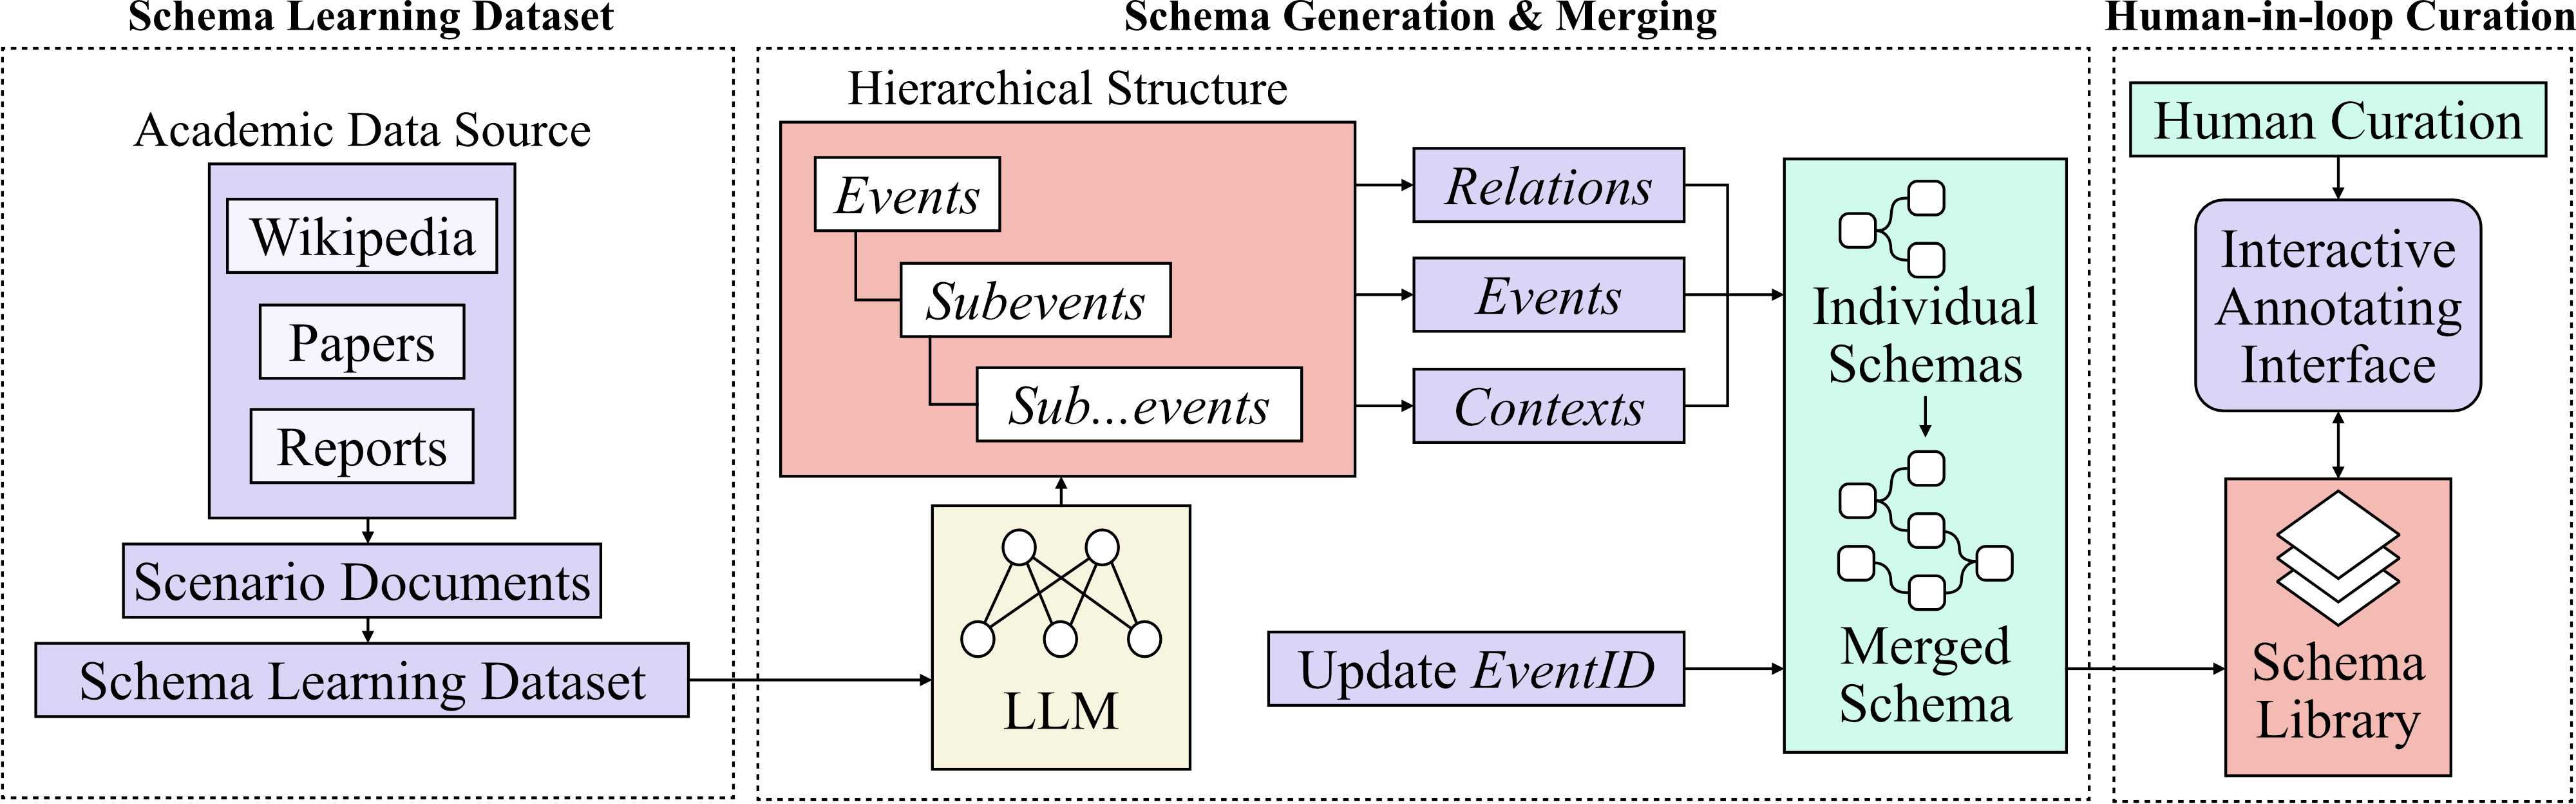 Schema Learning Dataset
Academic Data Source
Wikipedia
Papers
Reports
Scenario Documents
Schema Learning Dataset
Schema Generation & Merging
Hierarchical Structure
Events
Subevents
Sub...events
LLM
Relations
Events
Contexts
Update EventID
Individual
Schemas
Merged
Schema
Human-in-loop Curation
Human Curation
Interactive
Annotating
Interface
Schema
Library